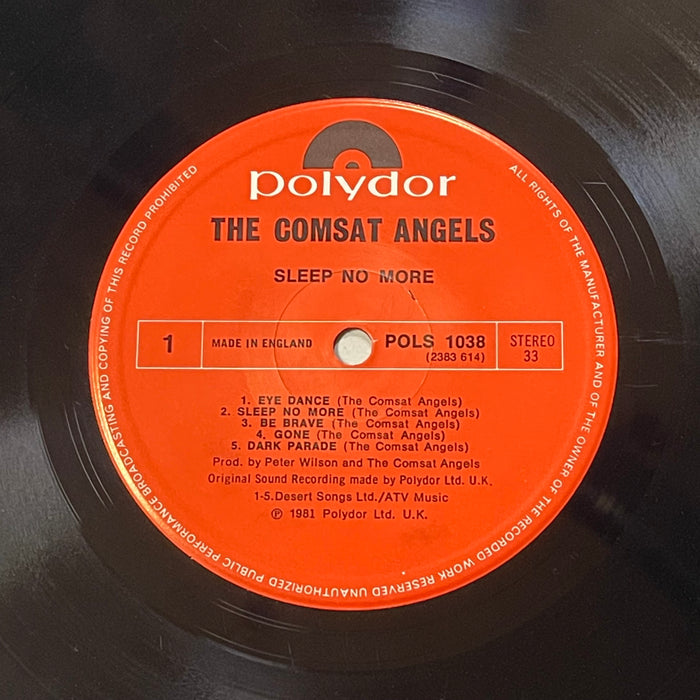 polydor
THE COMSAT ANGELS
SLEEP NO MORE
1
MADE IN ENGLAND
POLS 1038
(2383 614)
STEREO
33
1. EYE DANCE (The Comsat Angels)
2. SLEEP NO MORE (The Comsat Angels)
3. BE BRAVE (The Comsat Angels)
4. GONE (The Comsat Angels)
5. DARK PARADE (The Comsat Angels)
Prod. by Peter Wilson and The Comsat Angels
Original Sound Recording made by Polydor Ltd. U.K.
1-5.Desert Songs Ltd./ATV Music
℗ 1981 Polydor Ltd. U.K.
ALL RIGHTS OF THE MANUFACTURER AND OF THE OWNER OF THE RECORDED WORK RESERVED UNAUTHORIZED PUBLIC PERFORMANCE BROADCASTING AND COPYING OF THIS RECORD PROHIBITED